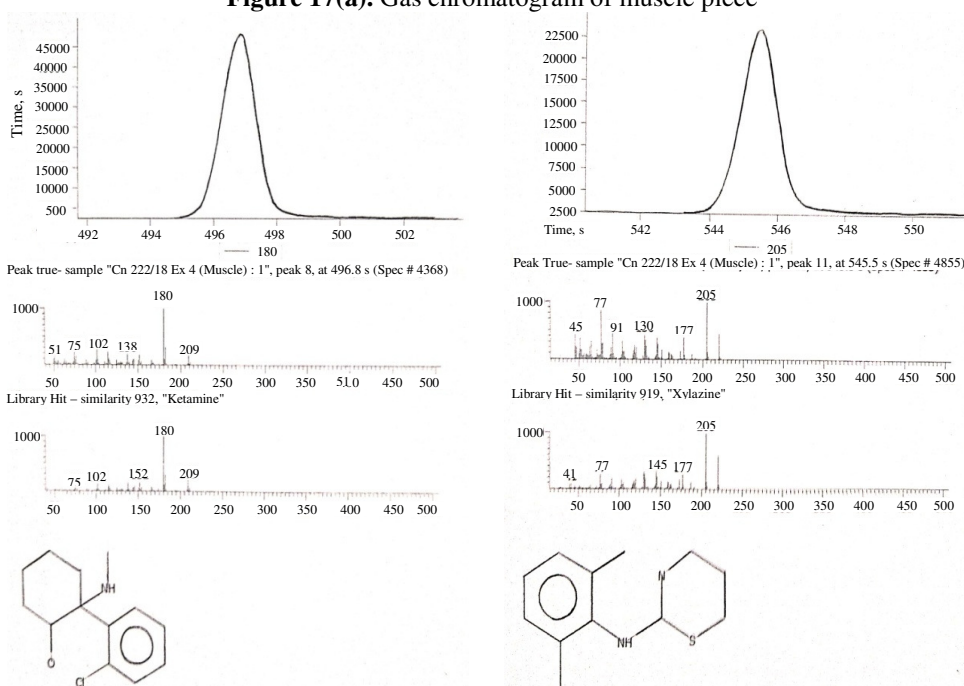 Figure 17(a). Gas chromatogram of muscle piece
Time, s
45000
40000
35000
30000
25000
20000
15000
10000
500
492 494 496 498 500 502
180
Peak true- sample "Cn 222/18 Ex 4 (Muscle) : 1", peak 8, at 496.8 s (Spec # 4368)
1000
180
51 75 102 138 209
50 100 150 200 250 300 350 51.0 400 450 500
Library Hit – similarity 932, "Ketamine"
1000
180
75 102 152 209
50 100 150 200 250 300 350 400 450 500
NH
O
Cl
22500
20000
17500
15000
12500
10000
7500
5000
2500
Time, s 542 544 546 548 550
205
Peak True- sample "Cn 222/18 Ex 4 (Muscle) : 1", peak 11, at 545.5 s (Spec # 4855)
1000
205
77
45 91 130 177
50 100 150 200 250 300 350 400 450 500
Library Hit – similarity 919, "Xylazine"
1000
205
41 77 145 177
50 100 150 200 250 300 350 400 450 500
N
NH
S